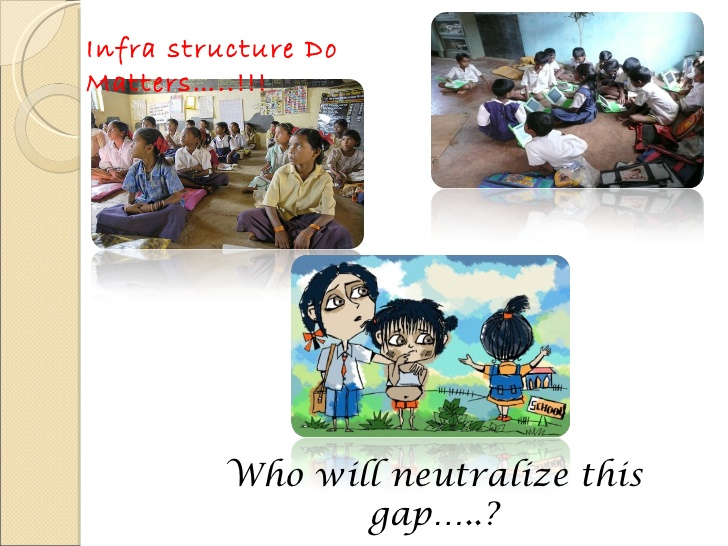 Infra structure Do
Matters.....!!!
SCHOOL
Who will neutralize this
gap…..?